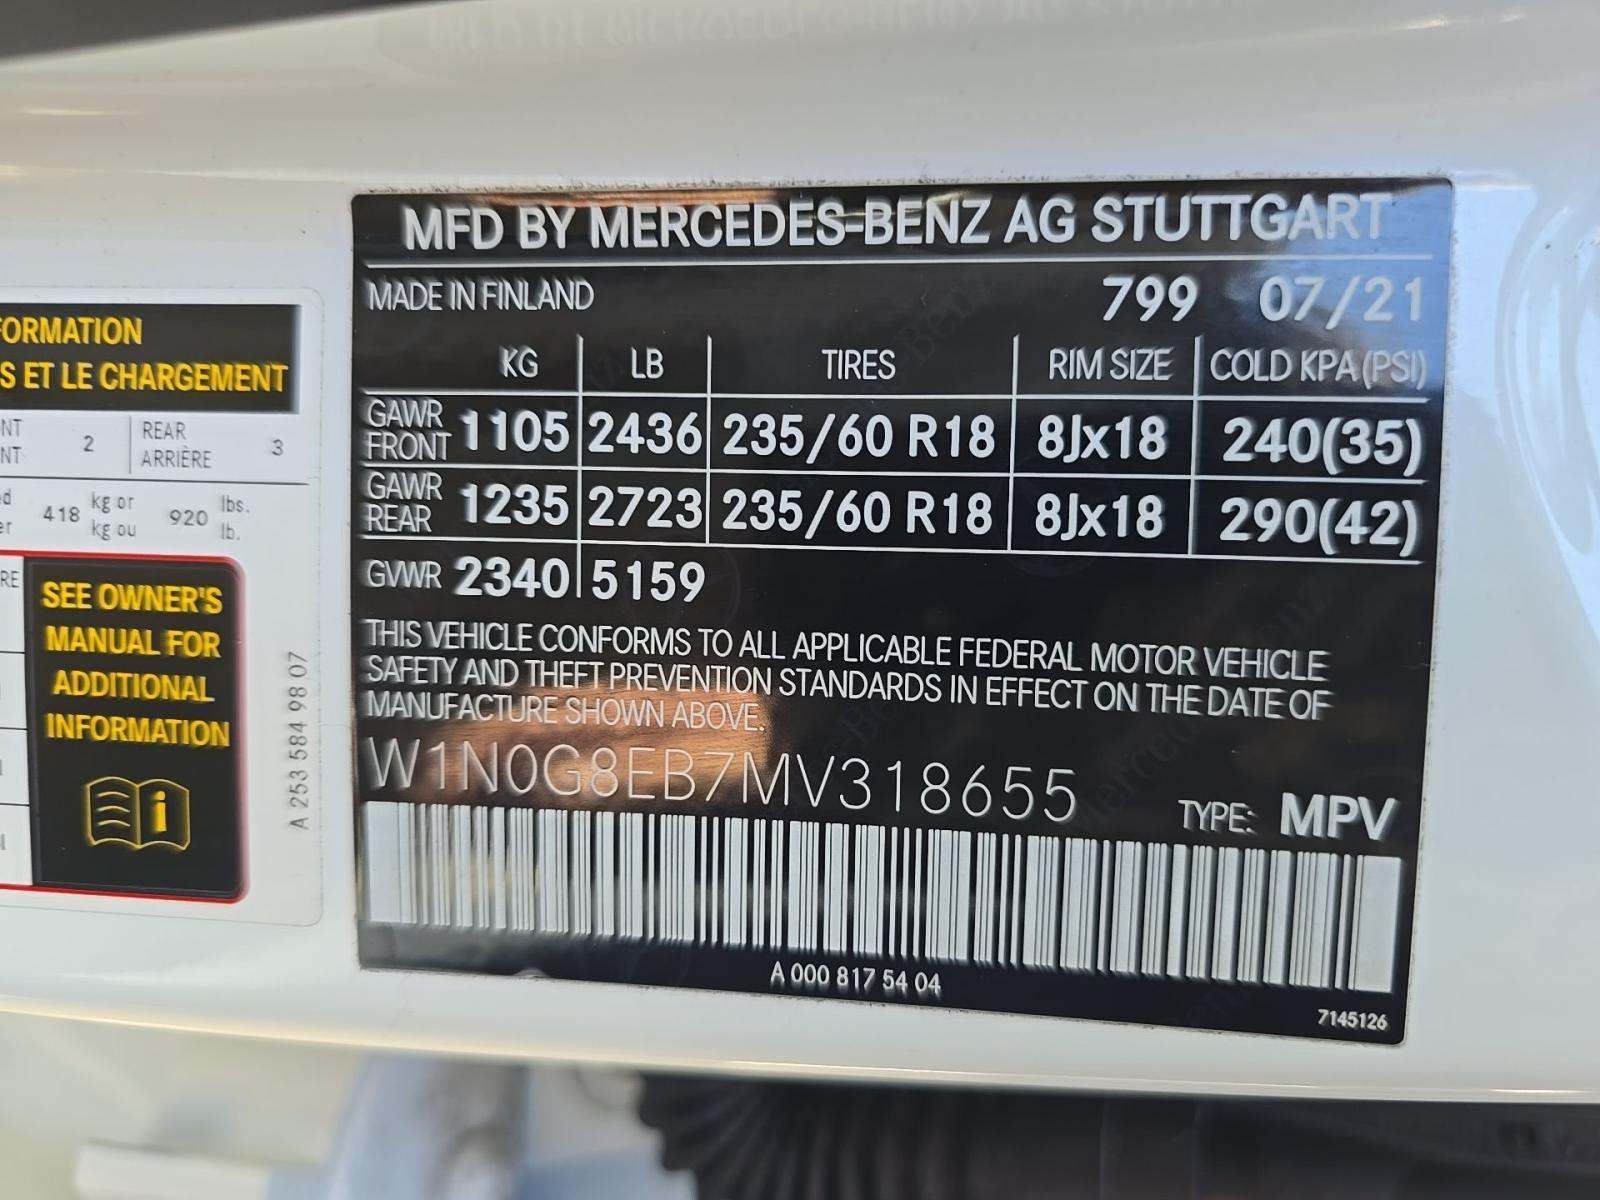 FORMATION
S ET LE CHARGEMENT
NT 2 REAR 3
NT ARRIÈRE
ed 418 kg or 920 lbs.
er kg ou lb.
RE
SEE OWNER'S
MANUAL FOR
ADDITIONAL
INFORMATION
A 253 584 98 07
MFD BY MERCEDES-BENZ AG STUTTGART
MADE IN FINLAND 799 07/21
KG LB TIRES RIM SIZE COLD KPA (PSI)
GAWR FRONT 1105 2436 235/60 R18 8Jx18 240(35)
GAWR REAR 1235 2723 235/60 R18 8Jx18 290(42)
GVWR 2340 5159
THIS VEHICLE CONFORMS TO ALL APPLICABLE FEDERAL MOTOR VEHICLE
SAFETY AND THEFT PREVENTION STANDARDS IN EFFECT ON THE DATE OF
MANUFACTURE SHOWN ABOVE.
W1N0G8EB7MV318655 TYPE: MPV
A 000 817 54 04
7145126